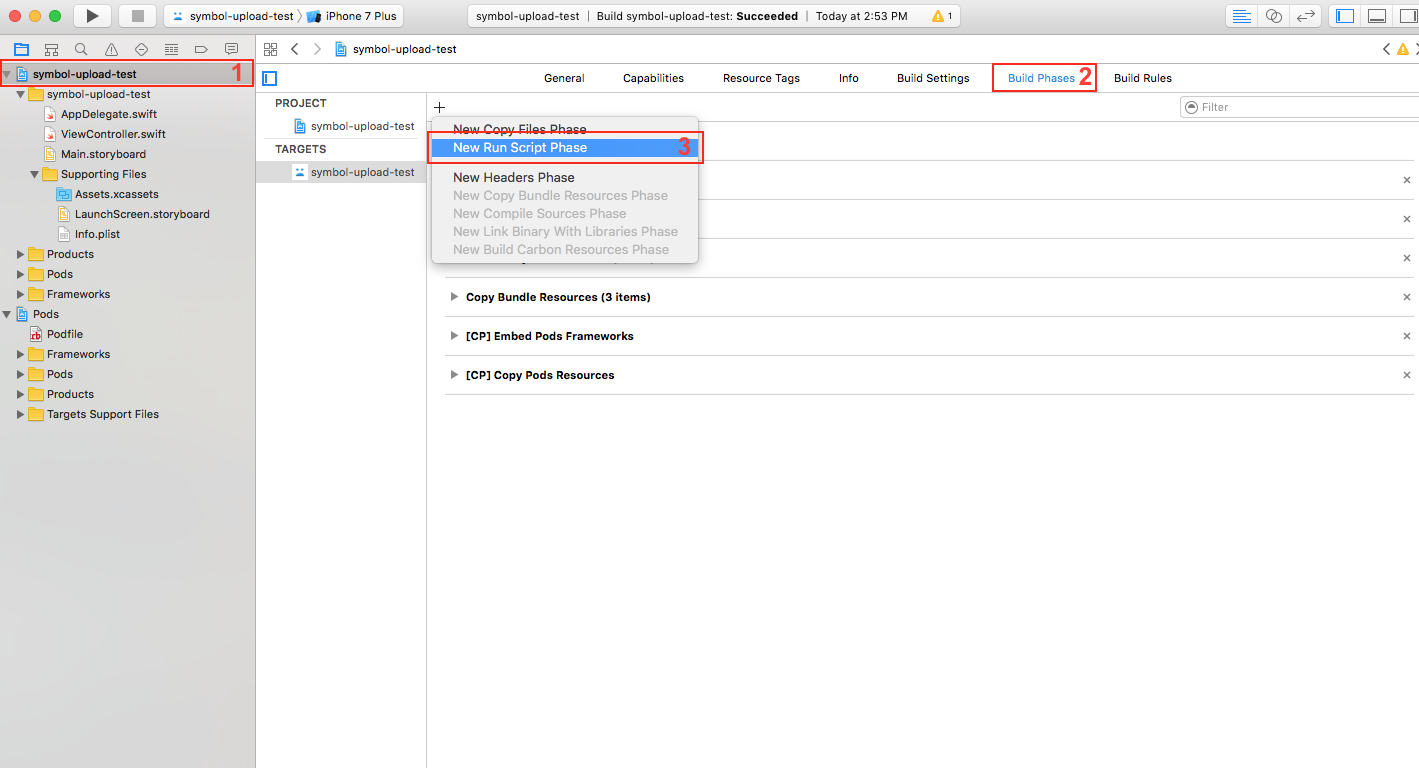 symbol-upload-test
iPhone 7 Plus
symbol-upload-test | Build symbol-upload-test: Succeeded | Today at 2:53 PM
1
symbol-upload-test
symbol-upload-test 1
symbol-upload-test
AppDelegate.swift
ViewController.swift
Main.storyboard
Supporting Files
Assets.xcassets
LaunchScreen.storyboard
Info.plist
Products
Pods
Frameworks
Pods
Podfile
Frameworks
Pods
Products
Targets Support Files
General
Capabilities
Resource Tags
Info
Build Settings
Build Phases 2
Build Rules
PROJECT
symbol-upload-test
TARGETS
symbol-upload-test
Filter
New Copy Files Phase
New Run Script Phase 3
New Headers Phase
New Copy Bundle Resources Phase
New Compile Sources Phase
New Link Binary With Libraries Phase
New Build Carbon Resources Phase
Copy Bundle Resources (3 items)
[CP] Embed Pods Frameworks
[CP] Copy Pods Resources